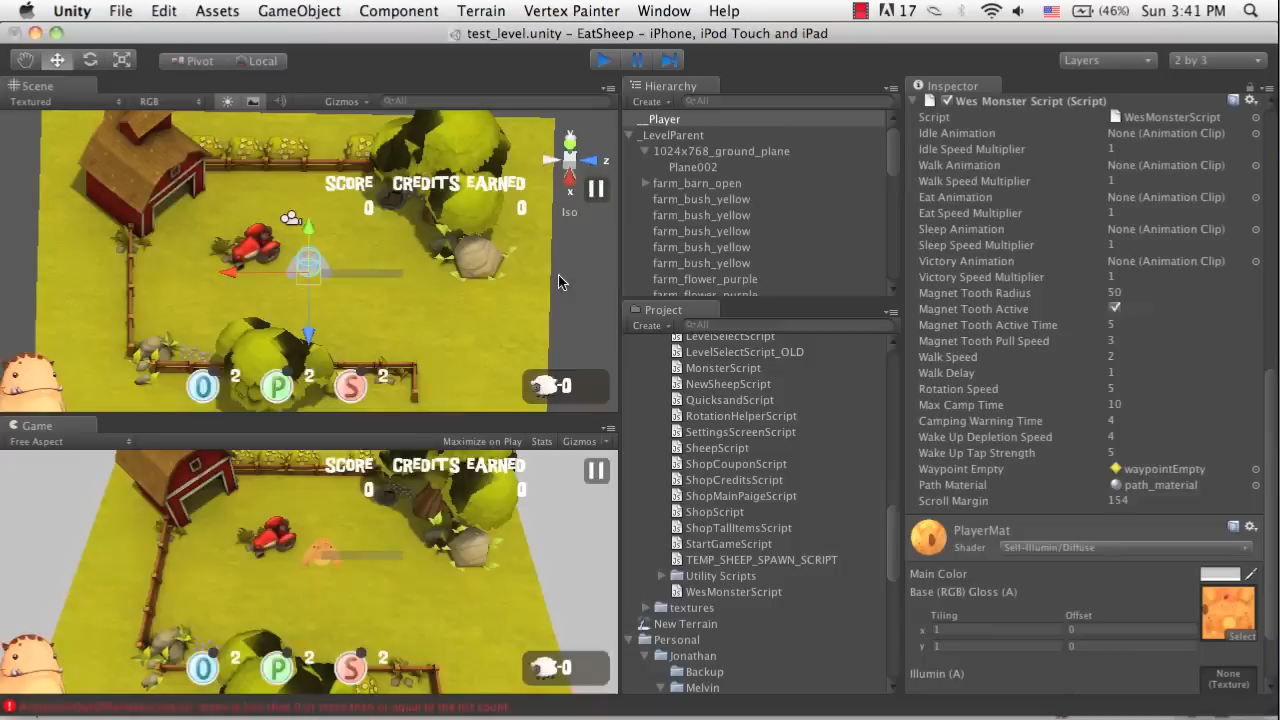 Unity File Edit Assets GameObject Component Terrain Vertex Painter Window Help 17 (46%) Sun 3:41 PM
test_level.unity - EatSheep - iPhone, iPod Touch and iPad
Pivot Local Layers 2 by 3
Scene
Textured RGB Gizmos All
SCORE CREDITS EARNED
0 0
y
z
x
Iso
O 2 P 2 S 2 -0
Game
Free Aspect Maximize on Play Stats Gizmos
SCORE CREDITS EARNED
0 0
O 2 P 2 S 2 -0
Hierarchy
Create All
__Player
_LevelParent
1024x768_ground_plane
Plane002
farm_barn_open
farm_bush_yellow
farm_bush_yellow
farm_bush_yellow
farm_bush_yellow
farm_bush_yellow
farm_flower_purple
farm_flower_purple
Project
Create All
LevelSelectScript
LevelSelectScript_OLD
MonsterScript
NewSheepScript
QuicksandScript
RotationHelperScript
SettingsScreenScript
SheepScript
ShopCouponScript
ShopCreditsScript
ShopMainPaigeScript
ShopScript
ShopTallItemsScript
StartGameScript
TEMP_SHEEP_SPAWN_SCRIPT
Utility Scripts
WesMonsterScript
textures
New Terrain
Personal
Jonathan
Backup
Melvin
Inspector
Wes Monster Script (Script)
Script WesMonsterScript
Idle Animation None (Animation Clip)
Idle Speed Multiplier 1
Walk Animation None (Animation Clip)
Walk Speed Multiplier 1
Eat Animation None (Animation Clip)
Eat Speed Multiplier 1
Sleep Animation None (Animation Clip)
Sleep Speed Multiplier 1
Victory Animation None (Animation Clip)
Victory Speed Multiplier 1
Magnet Tooth Radius 50
Magnet Tooth Active
Magnet Tooth Active Time 5
Magnet Tooth Pull Speed 3
Walk Speed 2
Walk Delay 1
Rotation Speed 5
Max Camp Time 10
Camping Warning Time 4
Wake Up Depletion Speed 4
Wake Up Tap Strength 5
Waypoint Empty waypointEmpty
Path Material path_material
Scroll Margin 154
PlayerMat
Shader Self-Illumin/Diffuse
Main Color
Base (RGB) Gloss (A)
Tiling Offset
x 1 0
y 1 0
Select
Illumin (A)
None
(Texture)